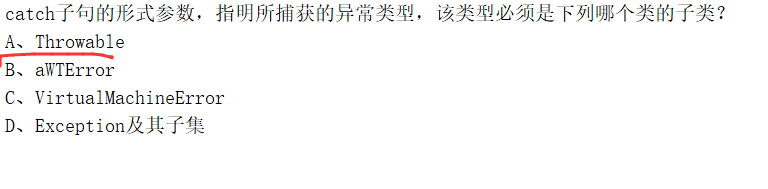 catch子句的形式参数，指明所捕获的异常类型，该类型必须是下列哪个类的子类?
A、Throwable
B、aWTError
C、VirtualMachineError
D、Exception及其子集